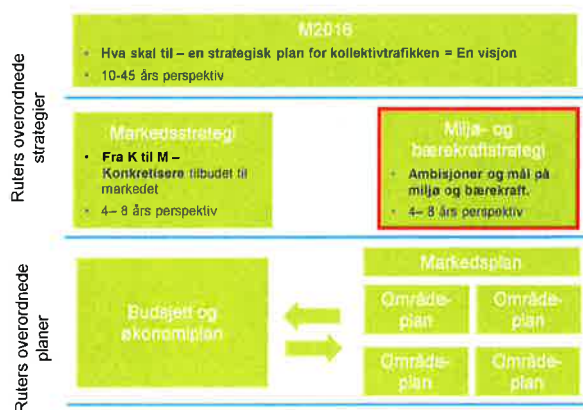 M2016
• Hva skal til – en strategisk plan for kollektivtrafikken = En visjon
• 10-45 års perspektiv
Ruters overordnede
strategier
Markedsstrategi
• Fra K til M –
Konkretisere tilbudet til
markedet
• 4– 8 års perspektiv
Miljø- og
bærekraftstrategi
• Ambisjoner og mål på
miljø og bærekraft.
• 4– 8 års perspektiv
Ruters overordnede
planer
Budsjett og
økonomiplan
Markedsplan
Område-
plan
Område-
plan
Område-
plan
Område-
plan